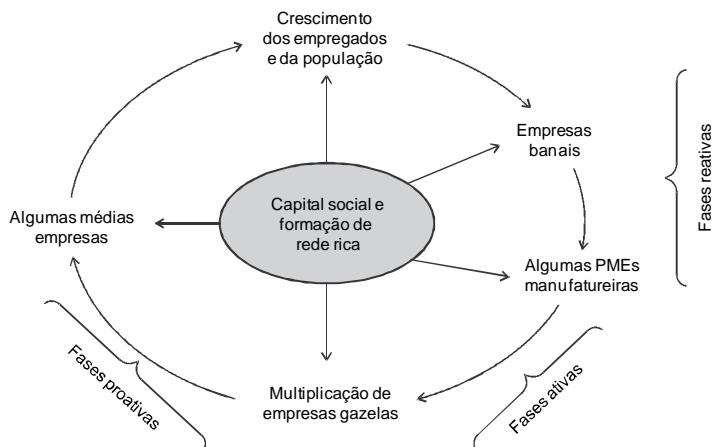 Crescimento
dos empregados
e da população
Empresas
banais
Fases reativas
Capital social e
formação de
rede rica
Algumas médias
empresas
Algumas PMEs
manufatureiras
Fases proativas
Multiplicação de
empresas gazelas
Fases ativas